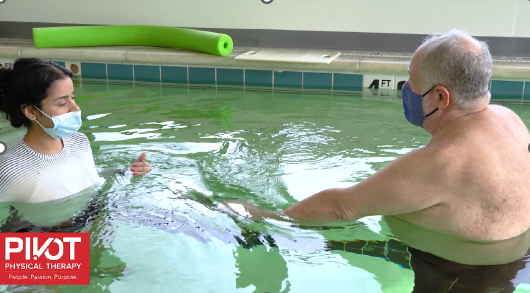 4 FT
PIVOT
PHYSICAL THERAPY
People. Passion. Purpose.